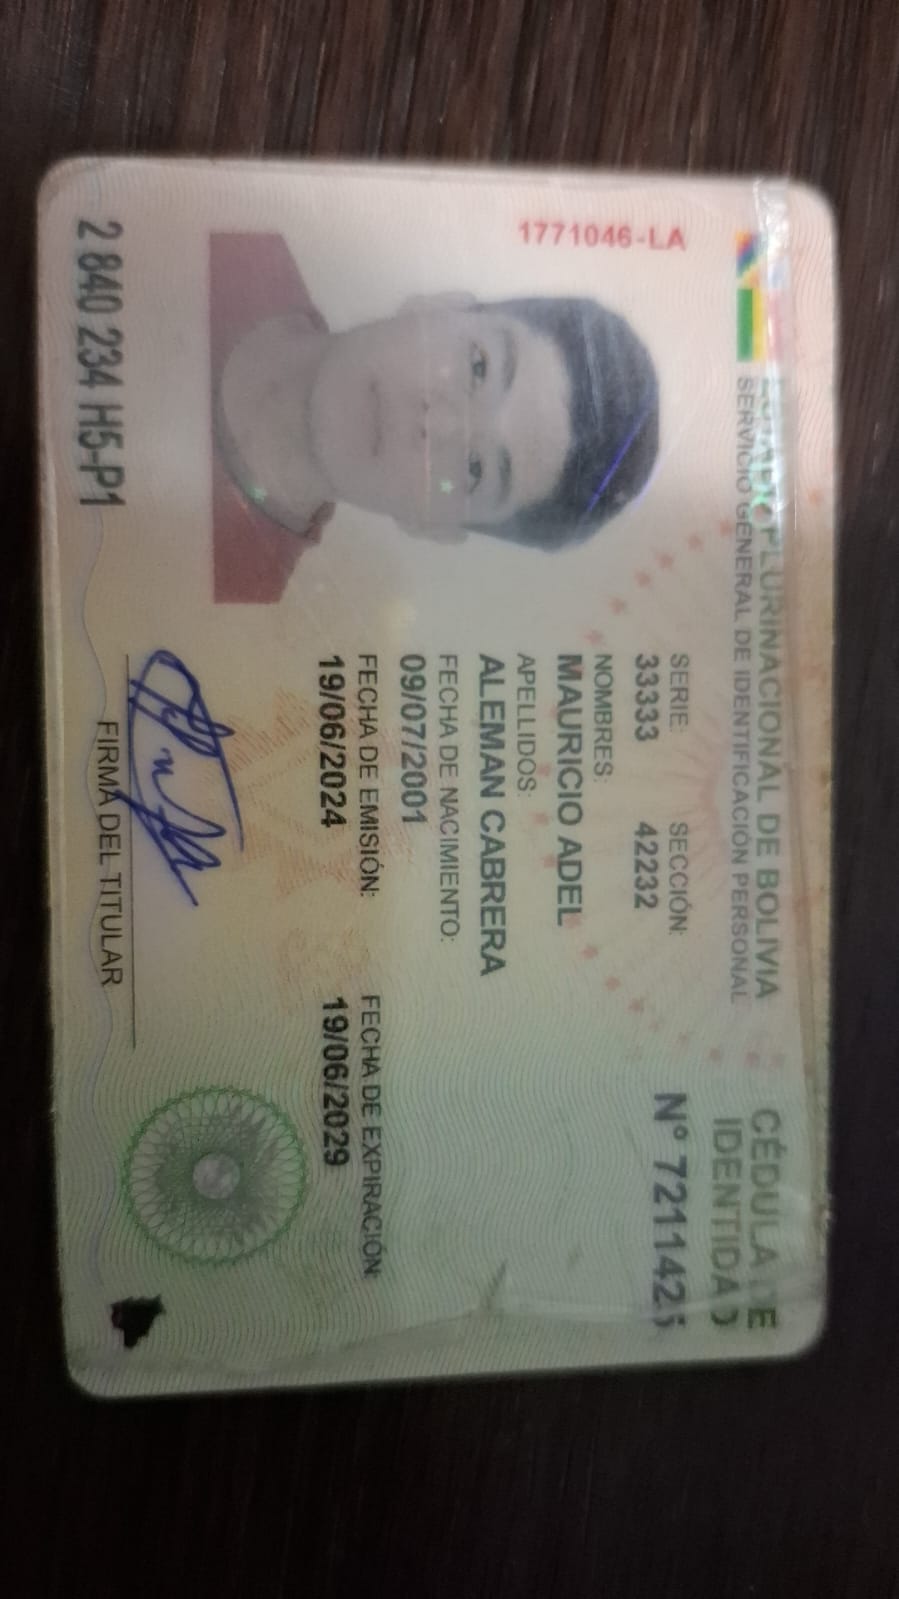 ESTADO PLURINACIONAL DE BOLIVIA
SERVICIO GENERAL DE IDENTIFICACIÓN PERSONAL
CÉDULA DE
IDENTIDAD
1771046-LA
SERIE: SECCIÓN:
33333 42232
Nº 7211425
NOMBRES:
MAURICIO ADEL
APELLIDOS:
ALEMAN CABRERA
FECHA DE NACIMIENTO:
09/07/2001
FECHA DE EMISIÓN: FECHA DE EXPIRACIÓN:
19/06/2024 19/06/2029
FIRMA DEL TITULAR
2 840 234 H5-P1